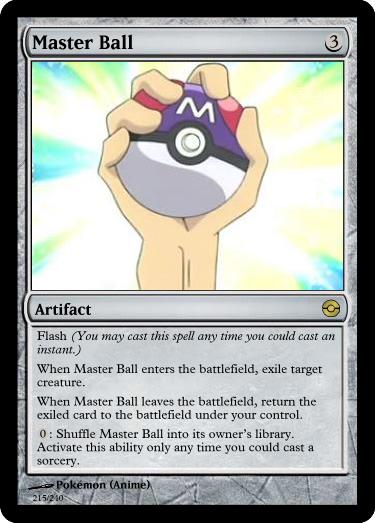 Master Ball 3
M
Artifact
Flash (You may cast this spell any time you could cast an
instant.)
When Master Ball enters the battlefield, exile target
creature.
When Master Ball leaves the battlefield, return the
exiled card to the battlefield under your control.
0 : Shuffle Master Ball into its owner's library.
Activate this ability only any time you could cast a
sorcery.
Pokémon (Anime)
215/240